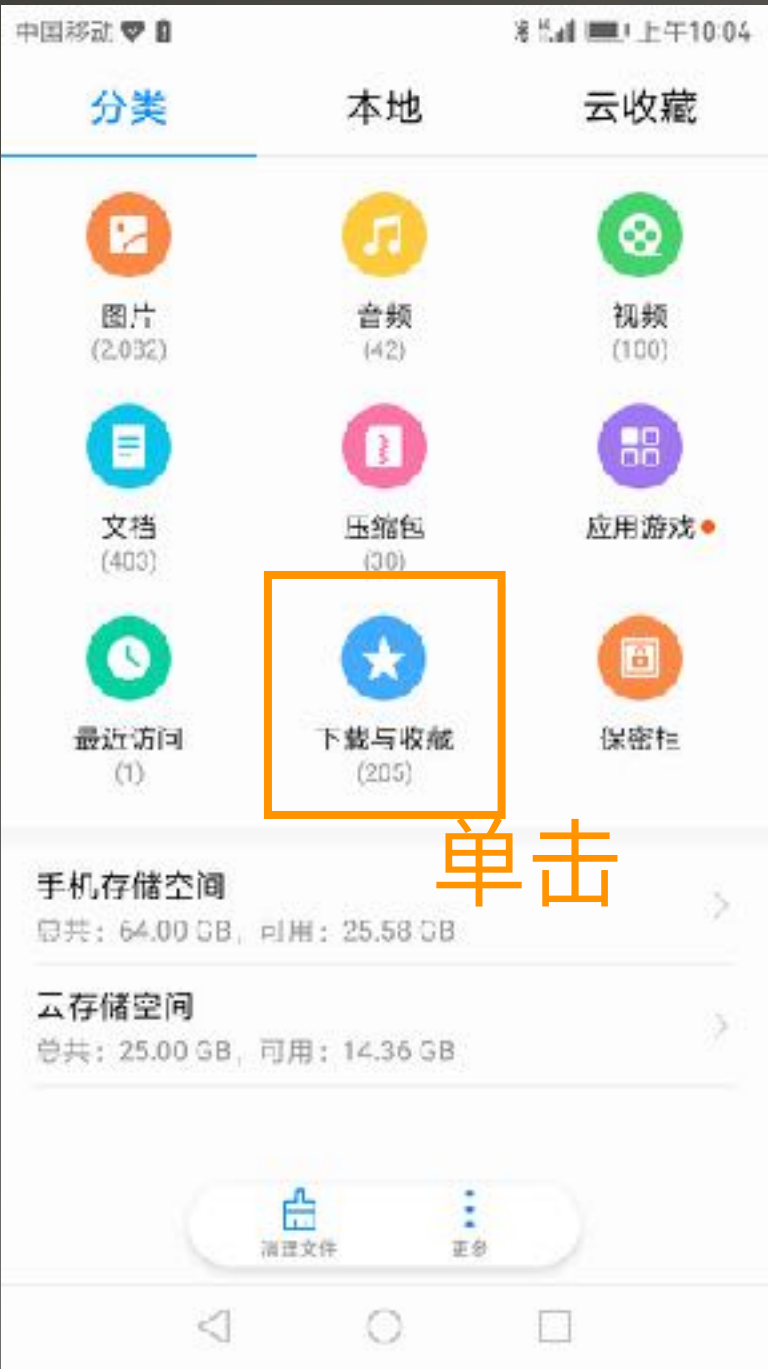 中国移动 上午10:04
分类 本地 云收藏
图片 音频 视频
(2,032) (42) (100)
文档 压缩包 应用游戏
(403) (30)
最近访问 下载与收藏 保密柜
(1) (205)
单击
手机存储空间
总共：64.00 GB，可用：25.58 GB
云存储空间
总共：25.00 GB，可用：14.36 GB
清理文件 更多